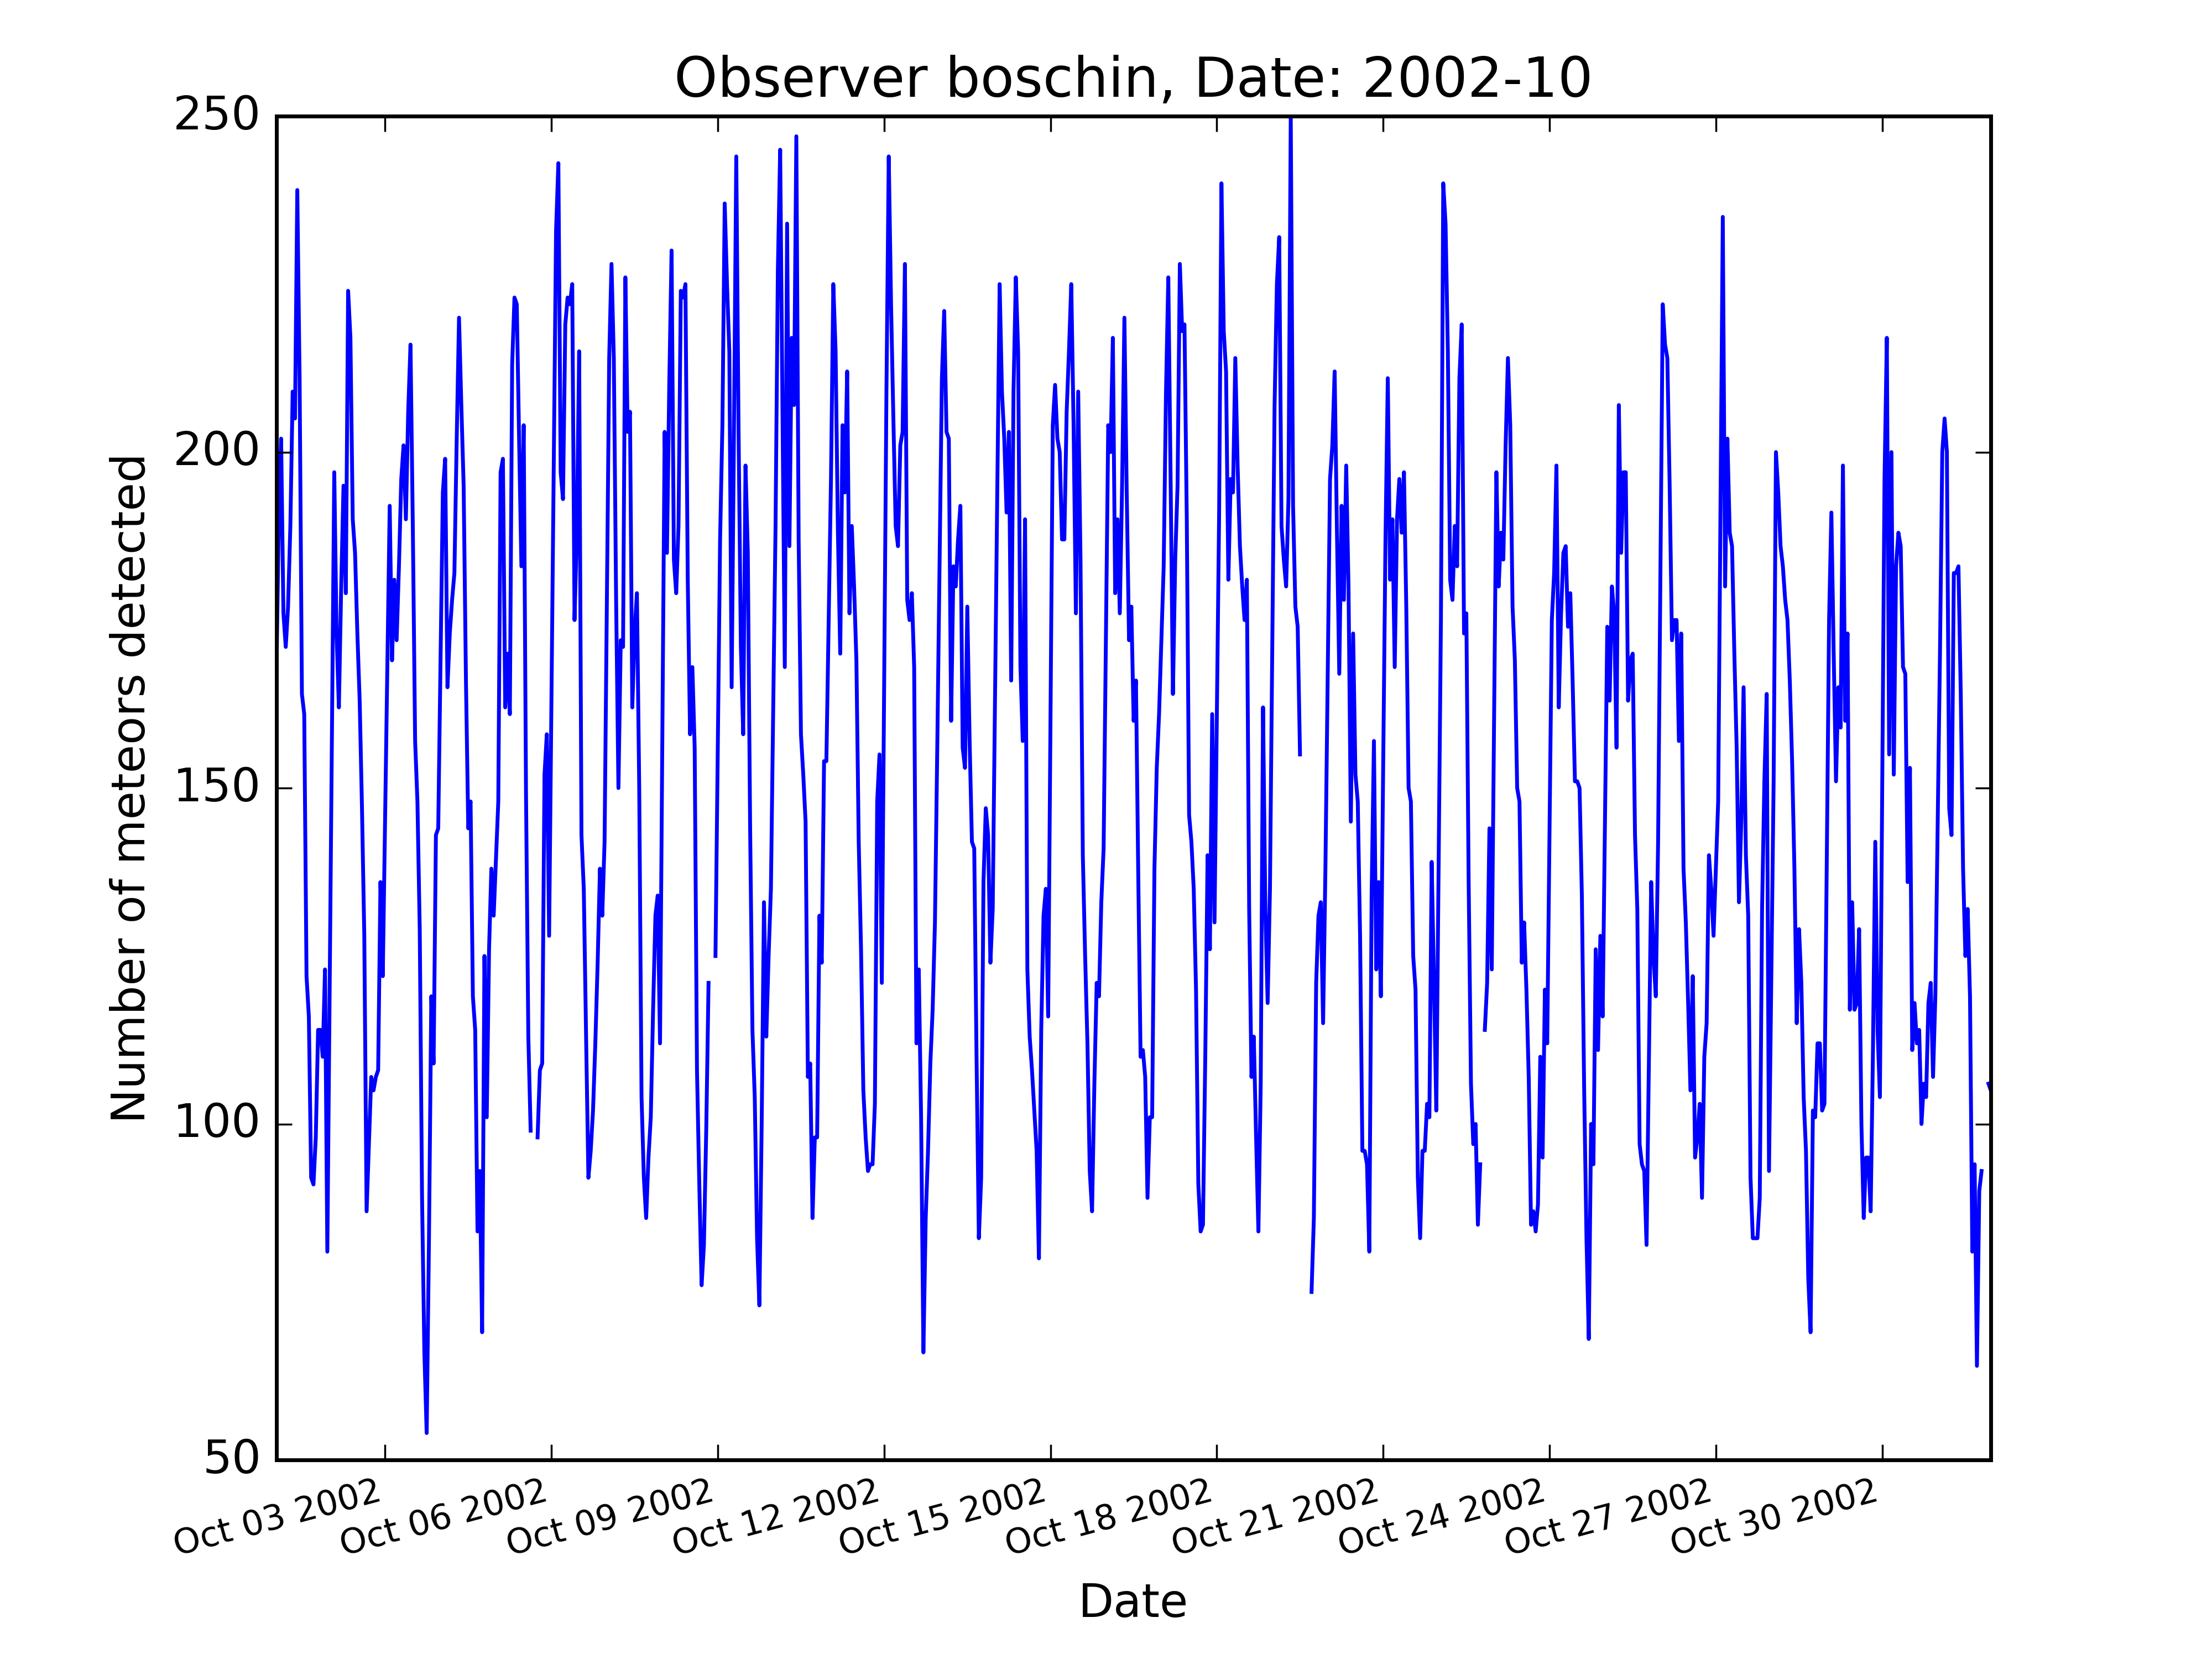 Observer boschin, Date: 2002-10
Number of meteors detected
250
200
150
100
50
Oct 03 2002
Oct 06 2002
Oct 09 2002
Oct 12 2002
Oct 15 2002
Oct 18 2002
Oct 21 2002
Oct 24 2002
Oct 27 2002
Oct 30 2002
Date